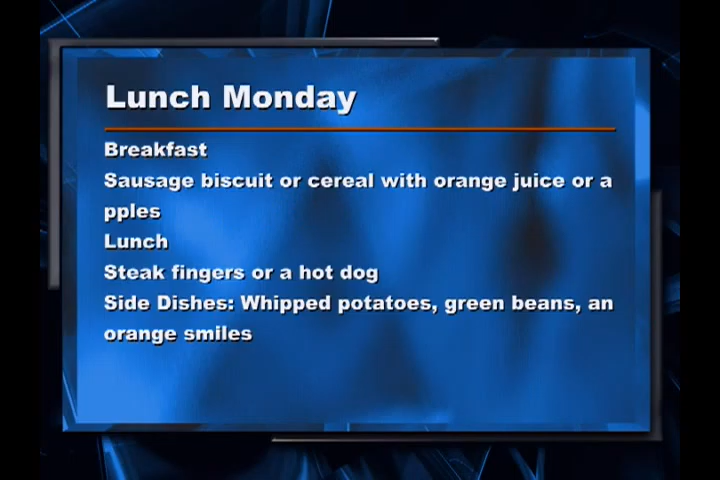 Lunch Monday
Breakfast
Sausage biscuit or cereal with orange juice or a
pples
Lunch
Steak fingers or a hot dog
Side Dishes: Whipped potatoes, green beans, an
orange smiles